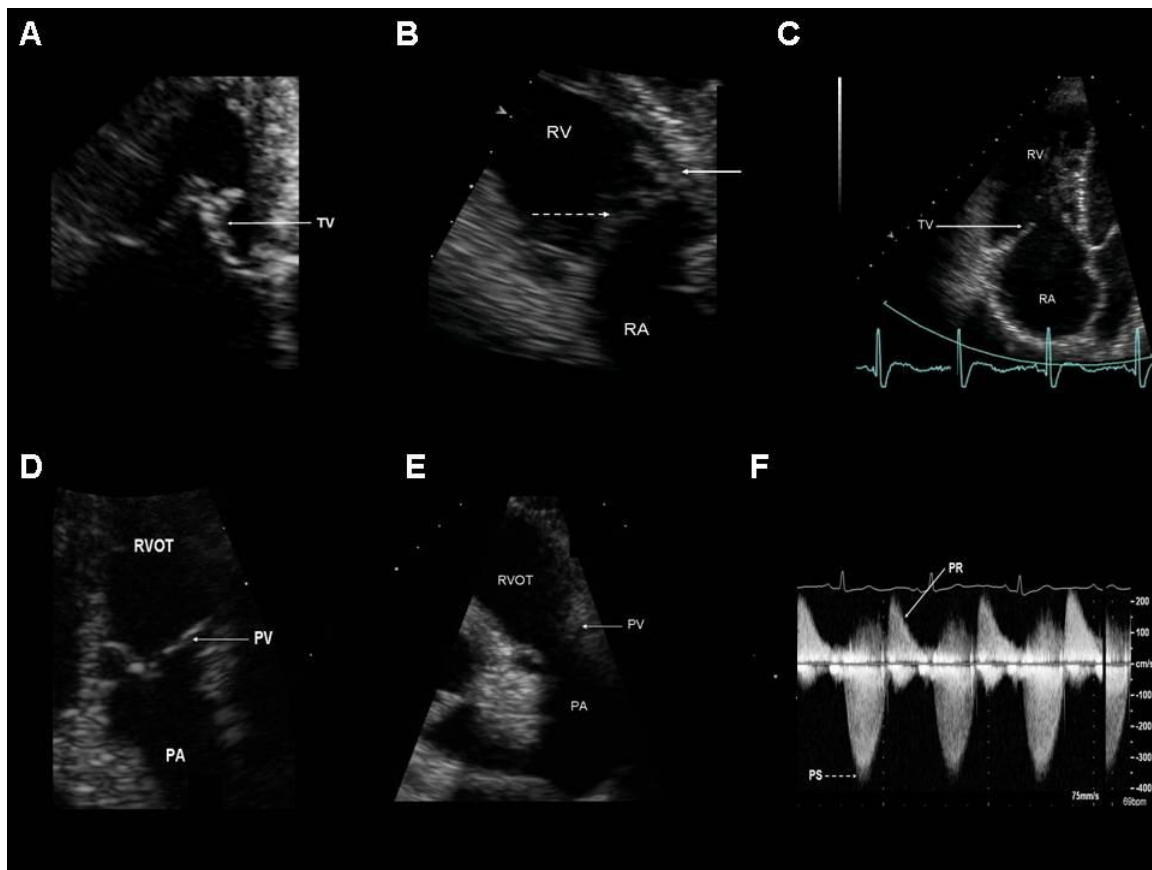 A
B
C
TV
RV
RA
RV
TV
RA
D
E
F
RVOT
PV
PA
RVOT
PV
PA
PR
PS
200
100
cm/s
-100
-200
-300
-400
75mm/s
69bpm